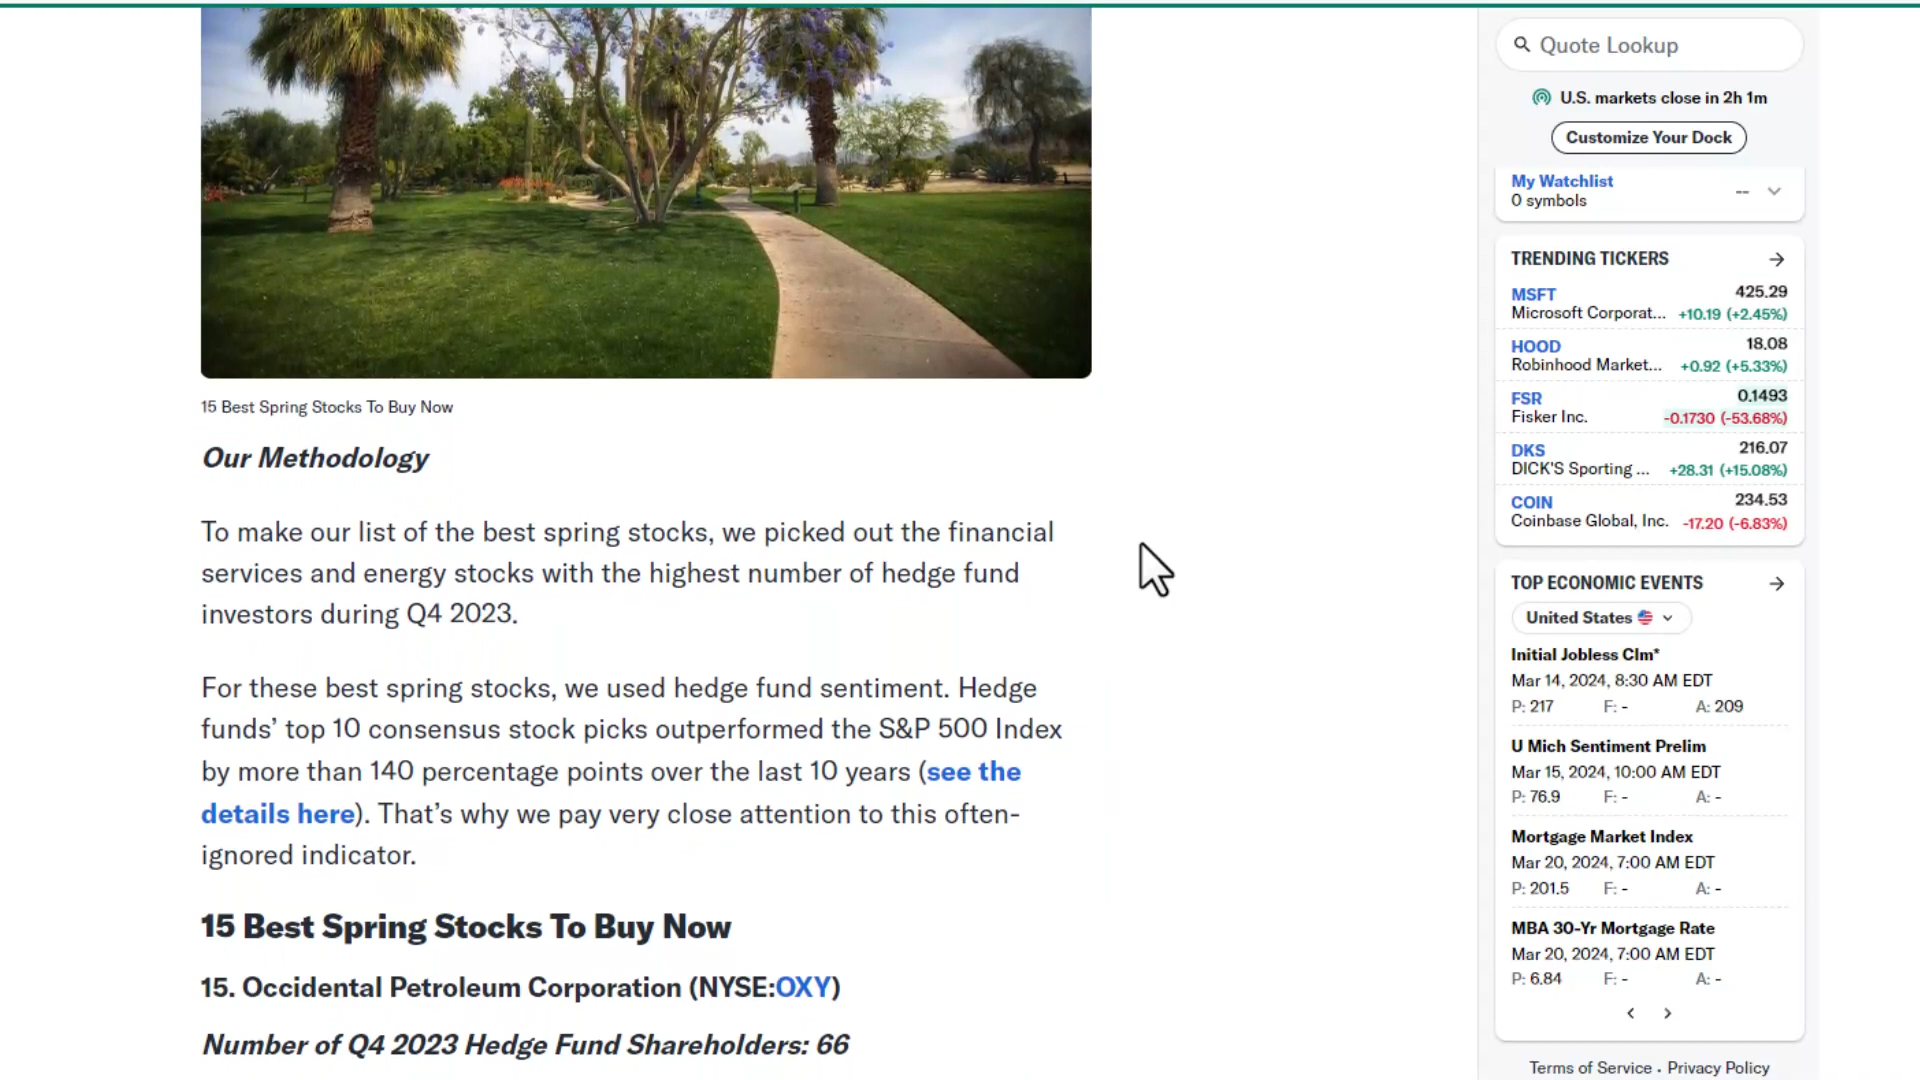 15 Best Spring Stocks To Buy Now
Our Methodology
To make our list of the best spring stocks, we picked out the financial
services and energy stocks with the highest number of hedge fund
investors during Q4 2023.
For these best spring stocks, we used hedge fund sentiment. Hedge
funds’ top 10 consensus stock picks outperformed the S&P 500 Index
by more than 140 percentage points over the last 10 years (see the
details here). That’s why we pay very close attention to this often-
ignored indicator.
15 Best Spring Stocks To Buy Now
15. Occidental Petroleum Corporation (NYSE:OXY)
Number of Q4 2023 Hedge Fund Shareholders: 66
Quote Lookup
U.S. markets close in 2h 1m
Customize Your Dock
My Watchlist --
0 symbols
TRENDING TICKERS
MSFT 425.29
Microsoft Corporat... +10.19 (+2.45%)
HOOD 18.08
Robinhood Market... +0.92 (+5.33%)
FSR 0.1493
Fisker Inc. -0.1730 (-53.68%)
DKS 216.07
DICK'S Sporting ... +28.31 (+15.08%)
COIN 234.53
Coinbase Global, Inc. -17.20 (-6.83%)
TOP ECONOMIC EVENTS
United States
Initial Jobless Clm*
Mar 14, 2024, 8:30 AM EDT
P: 217 F: - A: 209
U Mich Sentiment Prelim
Mar 15, 2024, 10:00 AM EDT
P: 76.9 F: - A: -
Mortgage Market Index
Mar 20, 2024, 7:00 AM EDT
P: 201.5 F: - A: -
MBA 30-Yr Mortgage Rate
Mar 20, 2024, 7:00 AM EDT
P: 6.84 F: - A: -
Terms of Service • Privacy Policy